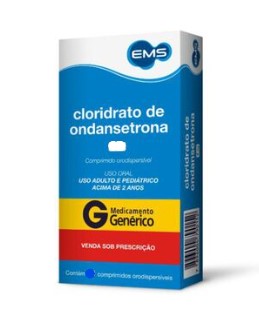 EMS
cloridrato de
ondansetrona
Comprimido orodispersível
USO ORAL
USO ADULTO E PEDIÁTRICO
ACIMA DE 2 ANOS
G Medicamento
Genérico
VENDA SOB PRESCRIÇÃO
Contém comprimidos orodispersíveis
cloridrato de
ondansetrona